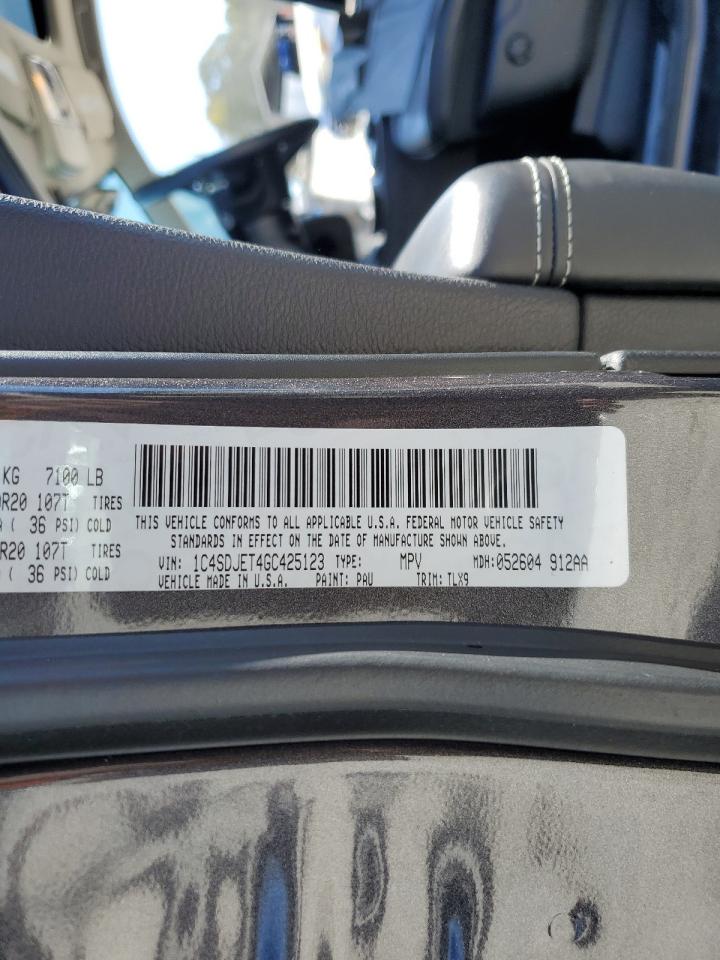 KG 7100 LB
R20 107T TIRES
( 36 PSI) COLD
R20 107T TIRES
( 36 PSI) COLD
THIS VEHICLE CONFORMS TO ALL APPLICABLE U.S.A. FEDERAL MOTOR VEHICLE SAFETY
STANDARDS IN EFFECT ON THE DATE OF MANUFACTURE SHOWN ABOVE.
VIN: 1C4SDJET4GC425123 TYPE: MPV MDH:052604 912AA
VEHICLE MADE IN U.S.A. PAINT: PAU TRIM: TLX9